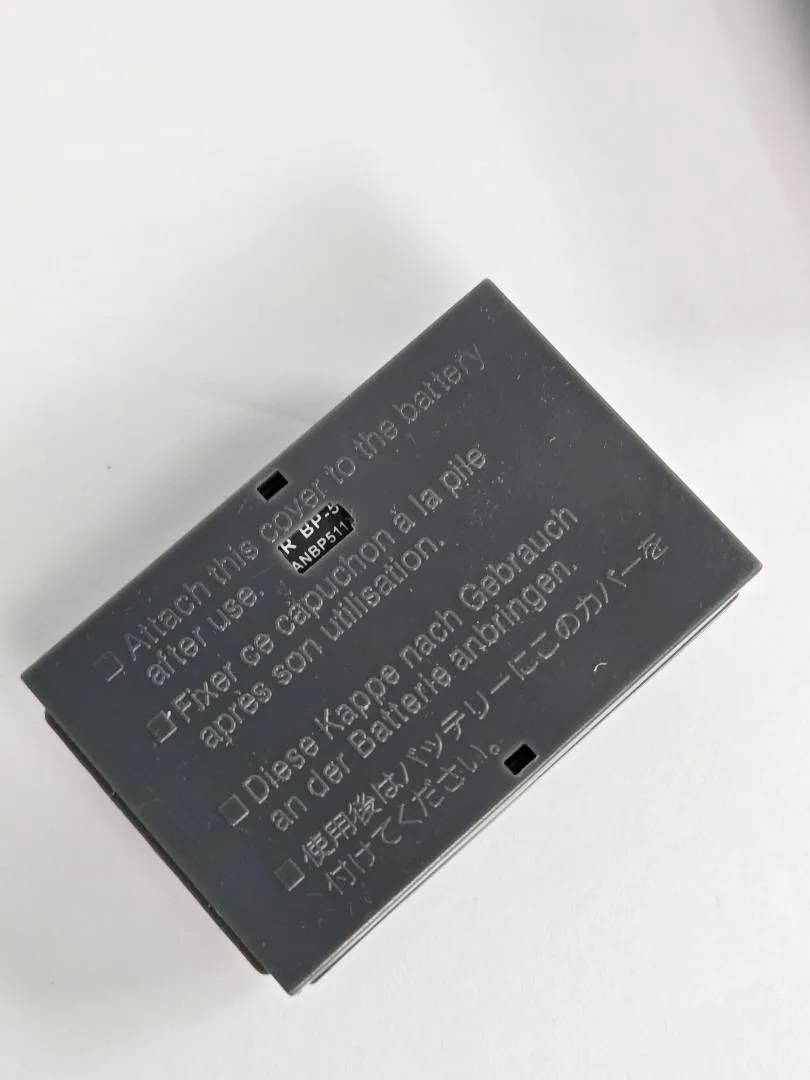 □ Attach this cover to the battery
after use.
R BP-5
ANBP511
□ Fixer ce capuchon à la pile
après son utilisation.
□ Diese Kappe nach Gebrauch
an der Batterie anbringen.
□ 使用後はバッテリーにこのカバーを
付けてください。